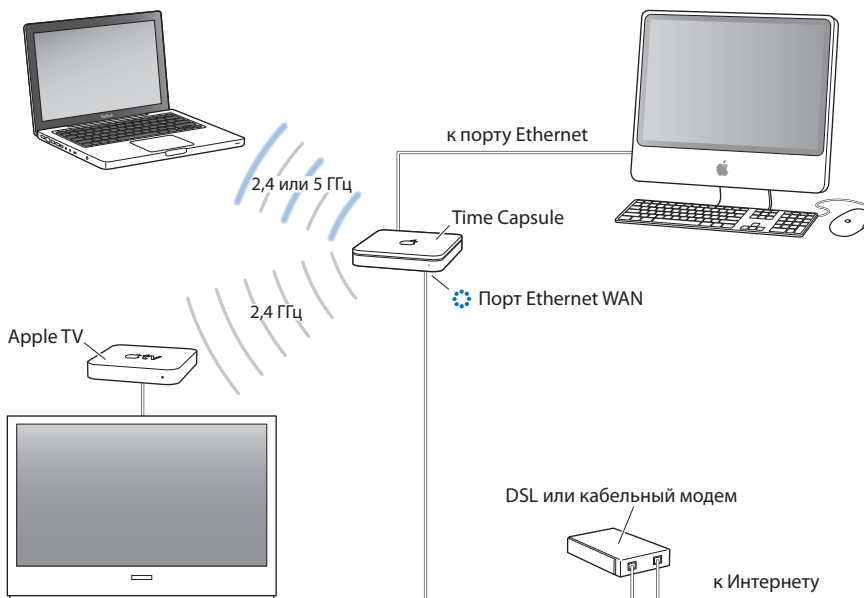 к порту Ethernet
2,4 или 5 ГГц
Time Capsule
Порт Ethernet WAN
2,4 ГГц
Apple TV
tv
DSL или кабельный модем
к Интернету